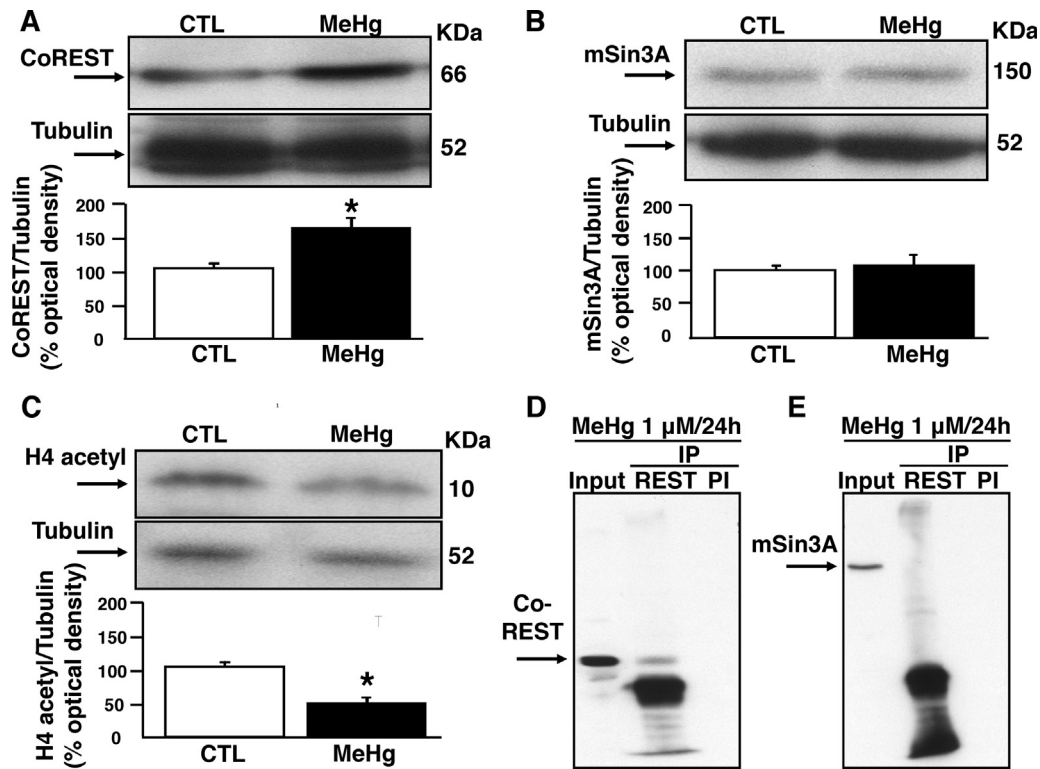 A
CTL MeHg KDa
CoREST 66
Tubulin 52
CoREST/Tubulin
(% optical density)
200
150
100
50
0
*
CTL MeHg
B
CTL MeHg KDa
mSin3A 150
Tubulin 52
mSin3A/Tubulin
(% optical density)
200
150
100
50
0
CTL MeHg
C
CTL MeHg KDa
H4 acetyl 10
Tubulin 52
H4 acetyl/Tubulin
(% optical density)
200
150
100
50
0
*
CTL MeHg
D
MeHg 1 µM/24h
IP
Input REST PI
Co-
REST
E
MeHg 1 µM/24h
IP
Input REST PI
mSin3A